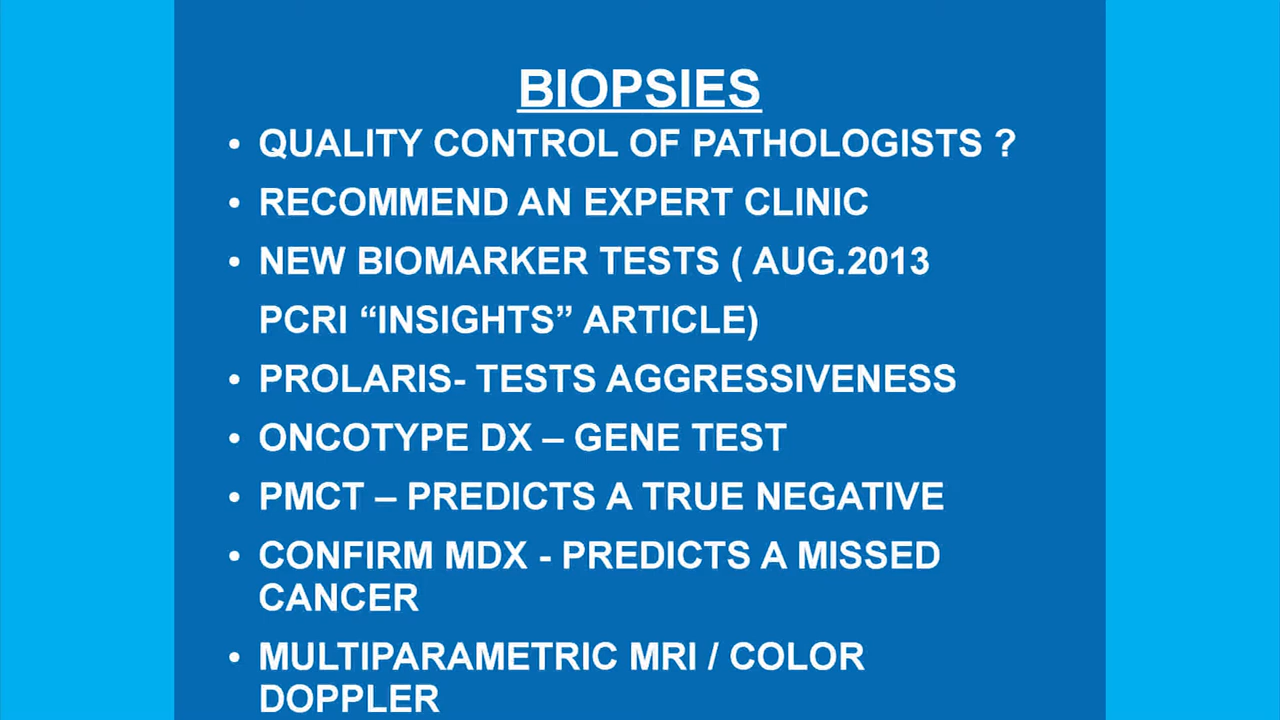 BIOPSIES
• QUALITY CONTROL OF PATHOLOGISTS ?
• RECOMMEND AN EXPERT CLINIC
• NEW BIOMARKER TESTS ( AUG.2013
PCRI “INSIGHTS” ARTICLE)
• PROLARIS- TESTS AGGRESSIVENESS
• ONCOTYPE DX – GENE TEST
• PMCT – PREDICTS A TRUE NEGATIVE
• CONFIRM MDX - PREDICTS A MISSED
CANCER
• MULTIPARAMETRIC MRI / COLOR
DOPPLER